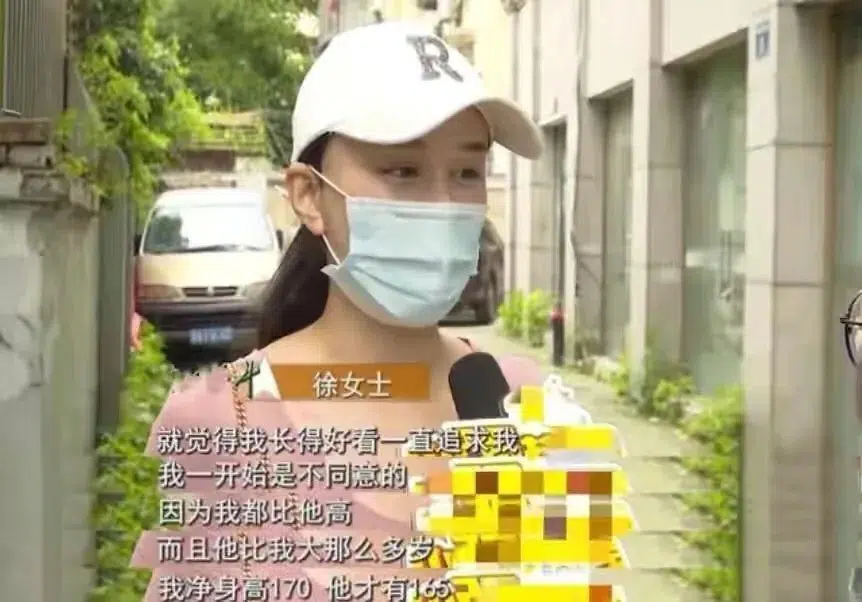 R
徐女士
就觉得我长得好看一直追求我
我一开始是不同意的
因为我都比他高
而且他比我大那么多岁
我净身高170 他才有165